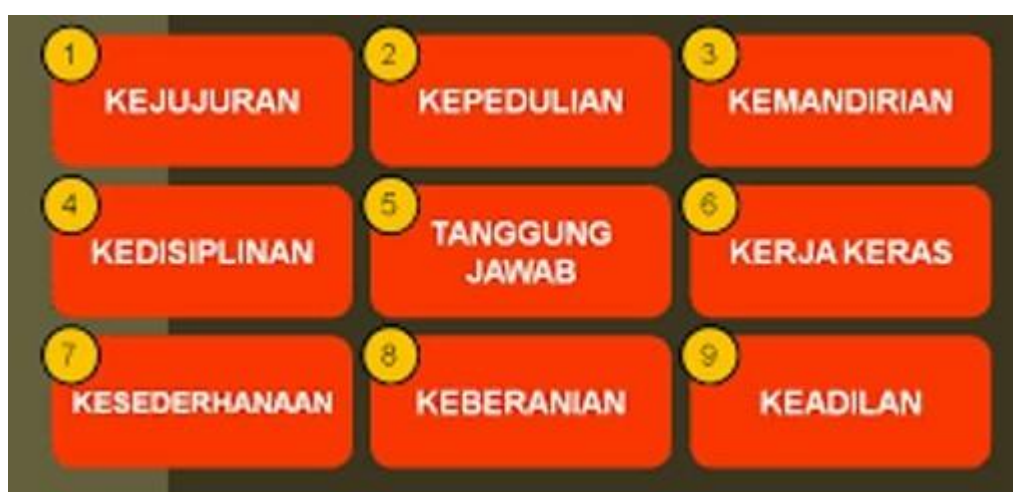 1
KEJUJURAN
2
KEPEDULIAN
3
KEMANDIRIAN
4
KEDISIPLINAN
5
TANGGUNG
JAWAB
6
KERJA KERAS
7
KESEDERHANAAN
8
KEBERANIAN
9
KEADILAN